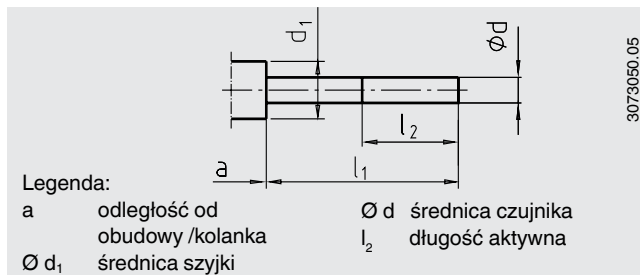 d₁
Ød
3073050.05
l₂
a
l₁
Legenda:
a odległość od
obudowy /kolanka
Ø d₁ średnica szyjki
Ø d średnica czujnika
l₂ długość aktywna